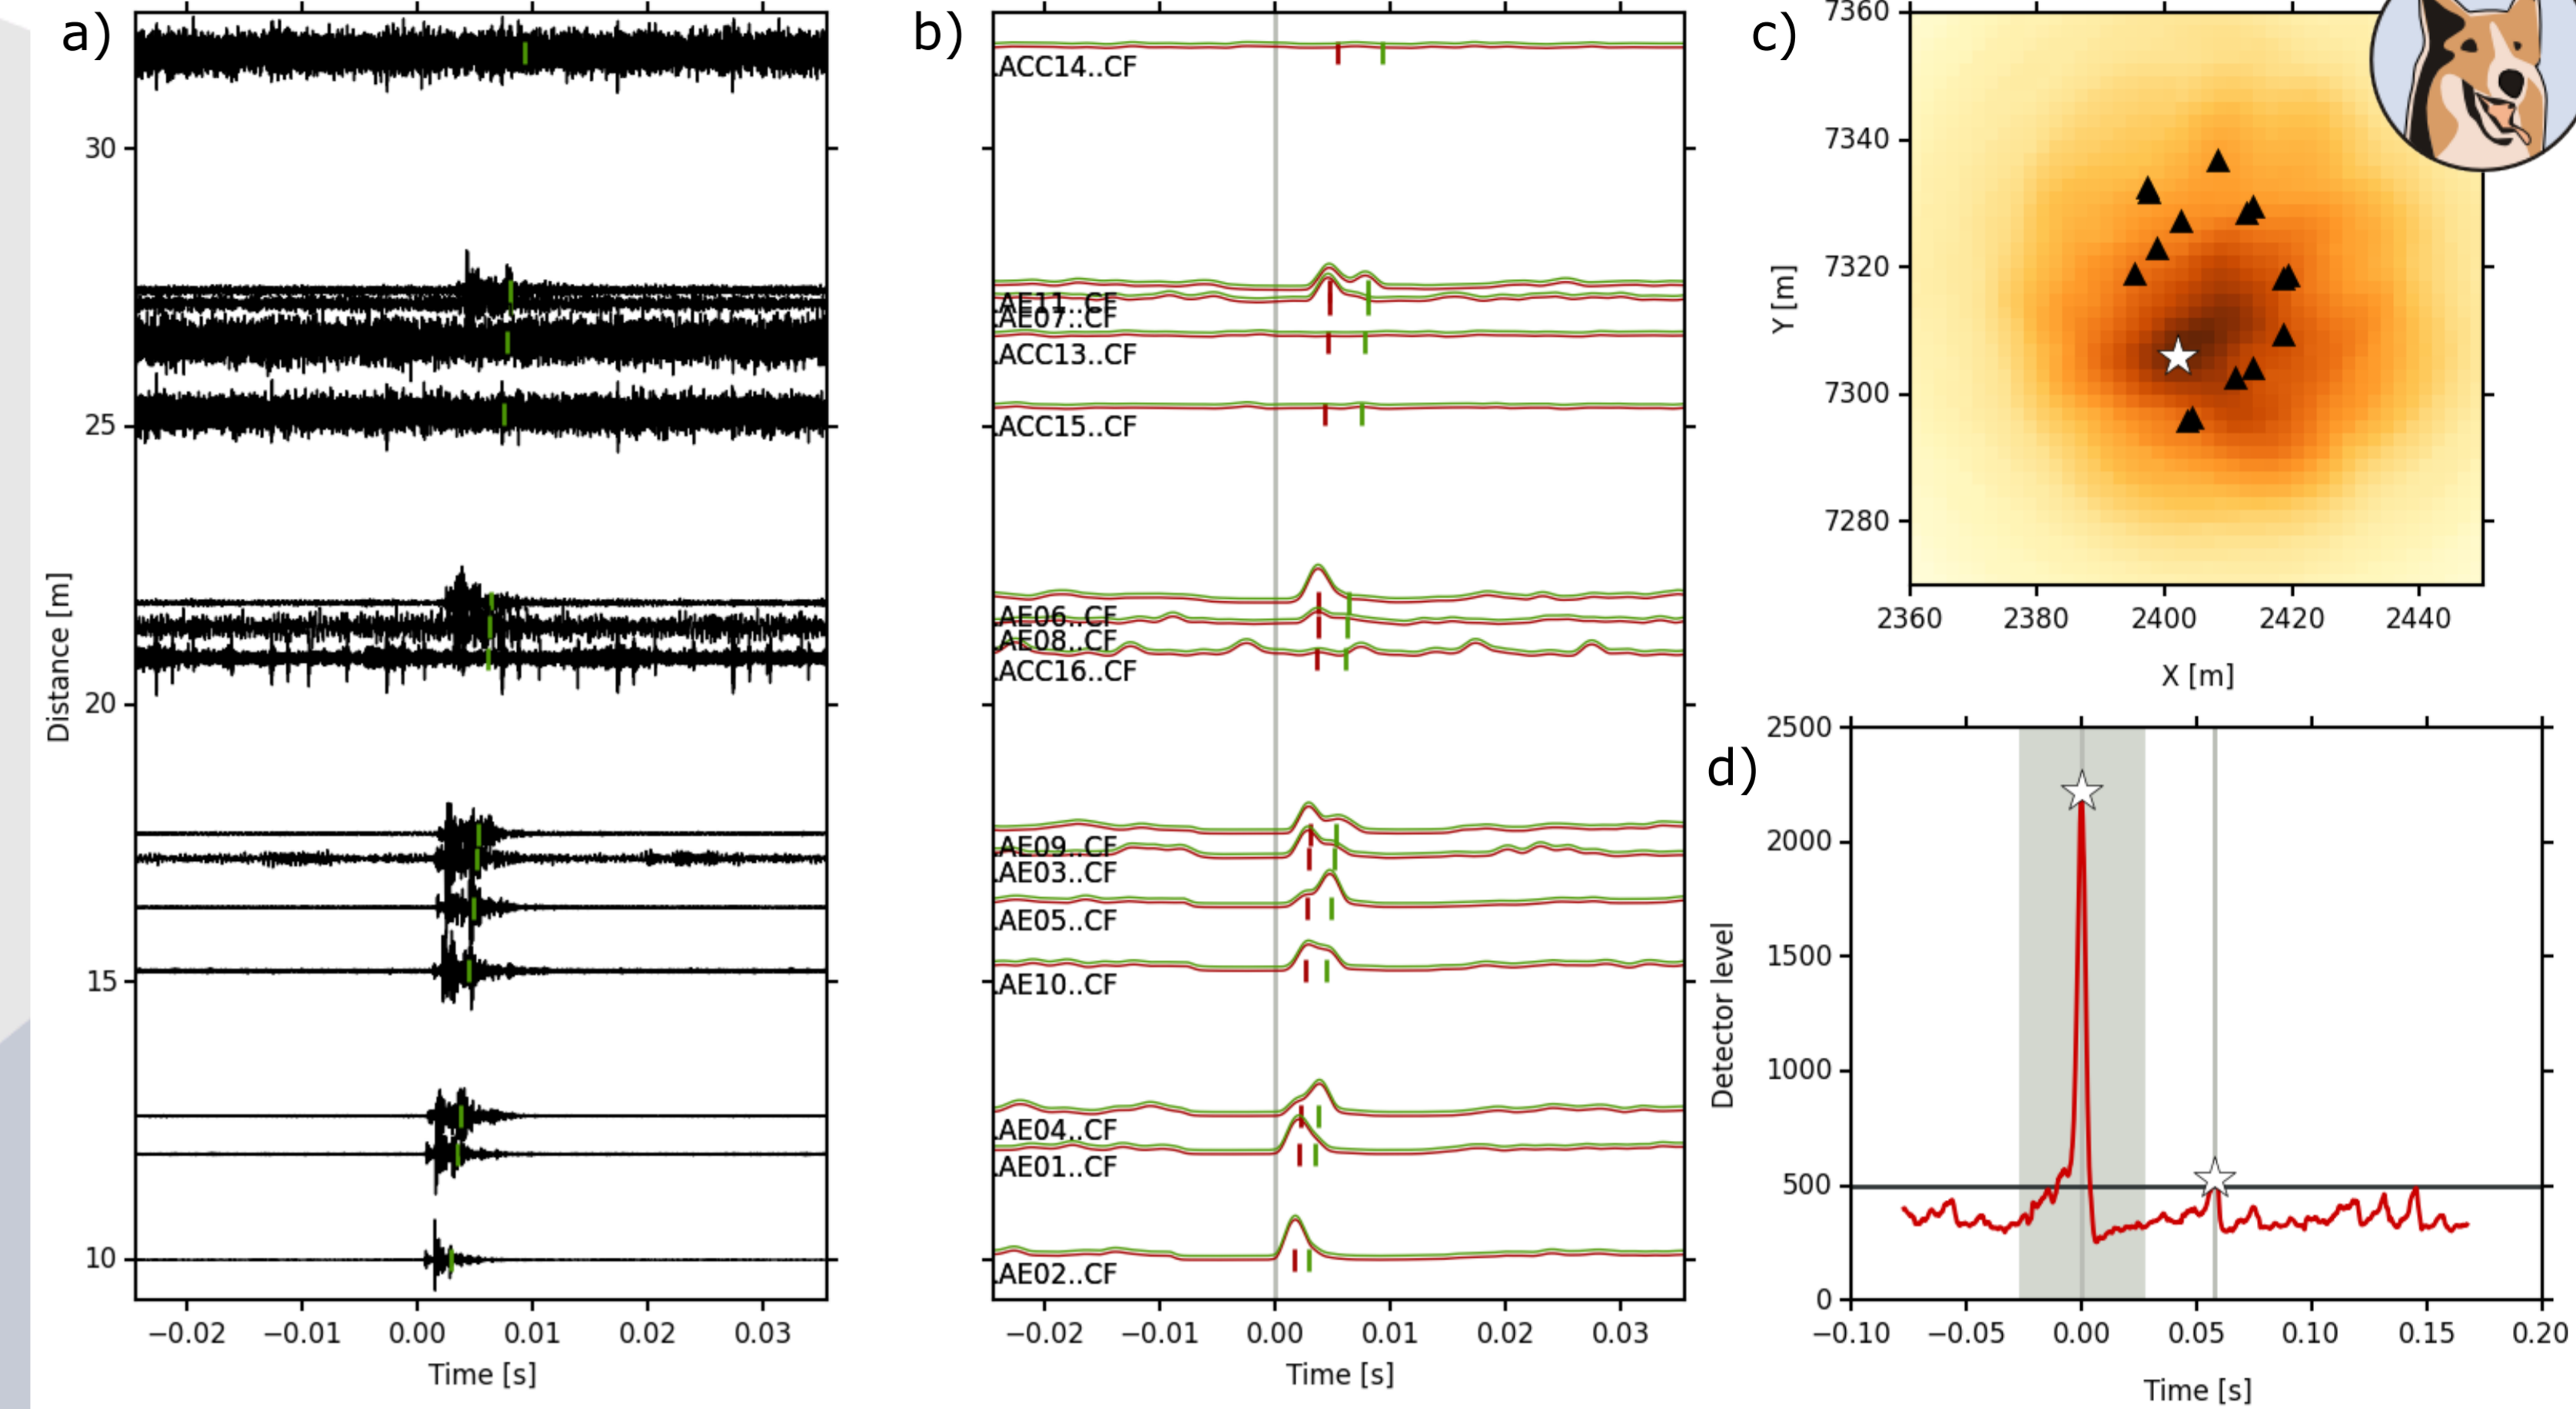 a)
30
25
20
15
10
Distance [m]
−0.02 −0.01 0.00 0.01 0.02 0.03
Time [s]
b)
.ACC14..CF
.AE11..CF
.AE07..CF
.ACC13..CF
.ACC15..CF
.AE06..CF
.AE08..CF
.ACC16..CF
.AE09..CF
.AE03..CF
.AE05..CF
.AE10..CF
.AE04..CF
.AE01..CF
.AE02..CF
−0.02 −0.01 0.00 0.01 0.02 0.03
Time [s]
c)
7360
7340
7320
7300
7280
Y [m]
2360 2380 2400 2420 2440
X [m]
d)
2500
2000
1500
1000
500
0
Detector level
−0.10 −0.05 0.00 0.05 0.10 0.15 0.20
Time [s]